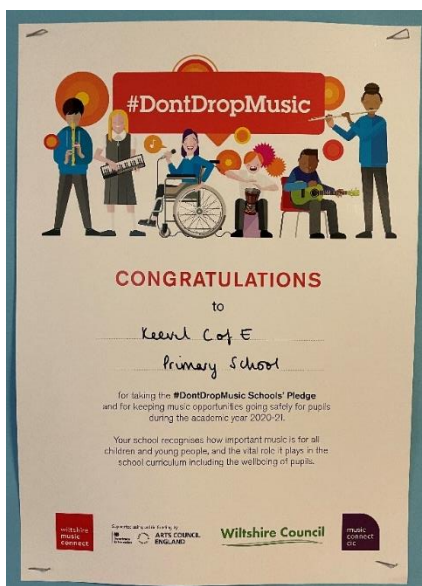 #DontDropMusic
CONGRATULATIONS
to
Keevil C of E
Primary School
for taking the #DontDropMusic Schools' Pledge
and for keeping music opportunities going safely for pupils
during the academic year 2020-21.
Your school recognises how important music is for all
children and young people, and the vital role it plays in the
school curriculum including the wellbeing of pupils.
wiltshire
music
connect
ARTS COUNCIL
ENGLAND
Wiltshire Council
music
connect
cic